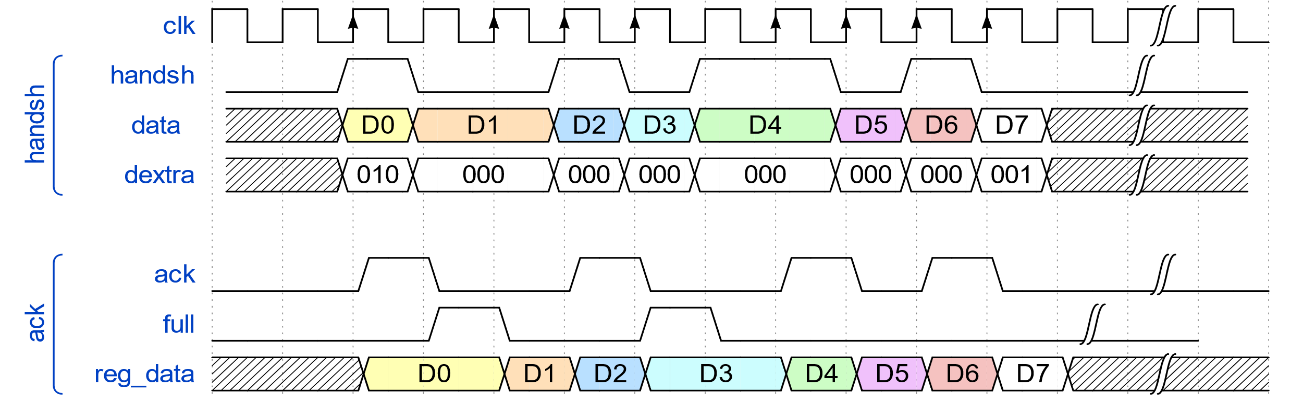 clk
handsh
handsh
data D0 D1 D2 D3 D4 D5 D6 D7
dextra 010 000 000 000 000 000 000 001
ack
ack
full
reg_data D0 D1 D2 D3 D4 D5 D6 D7